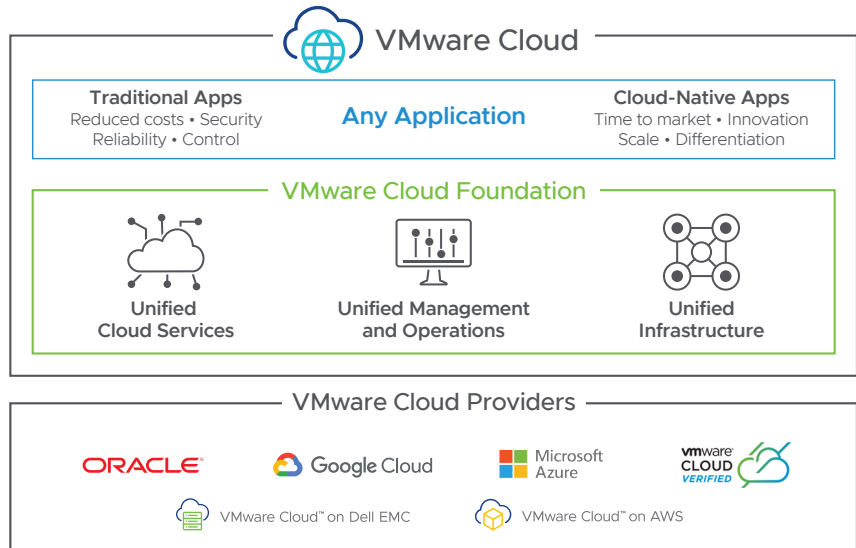 VMware Cloud
Traditional Apps
Reduced costs • Security
Reliability • Control
Any Application
Cloud-Native Apps
Time to market • Innovation
Scale • Differentiation
VMware Cloud Foundation
Unified
Cloud Services
Unified Management
and Operations
Unified
Infrastructure
VMware Cloud Providers
ORACLE®
Google Cloud
Microsoft
Azure
vmware®
CLOUD
VERIFIED
VMware Cloud™ on Dell EMC
VMware Cloud™ on AWS